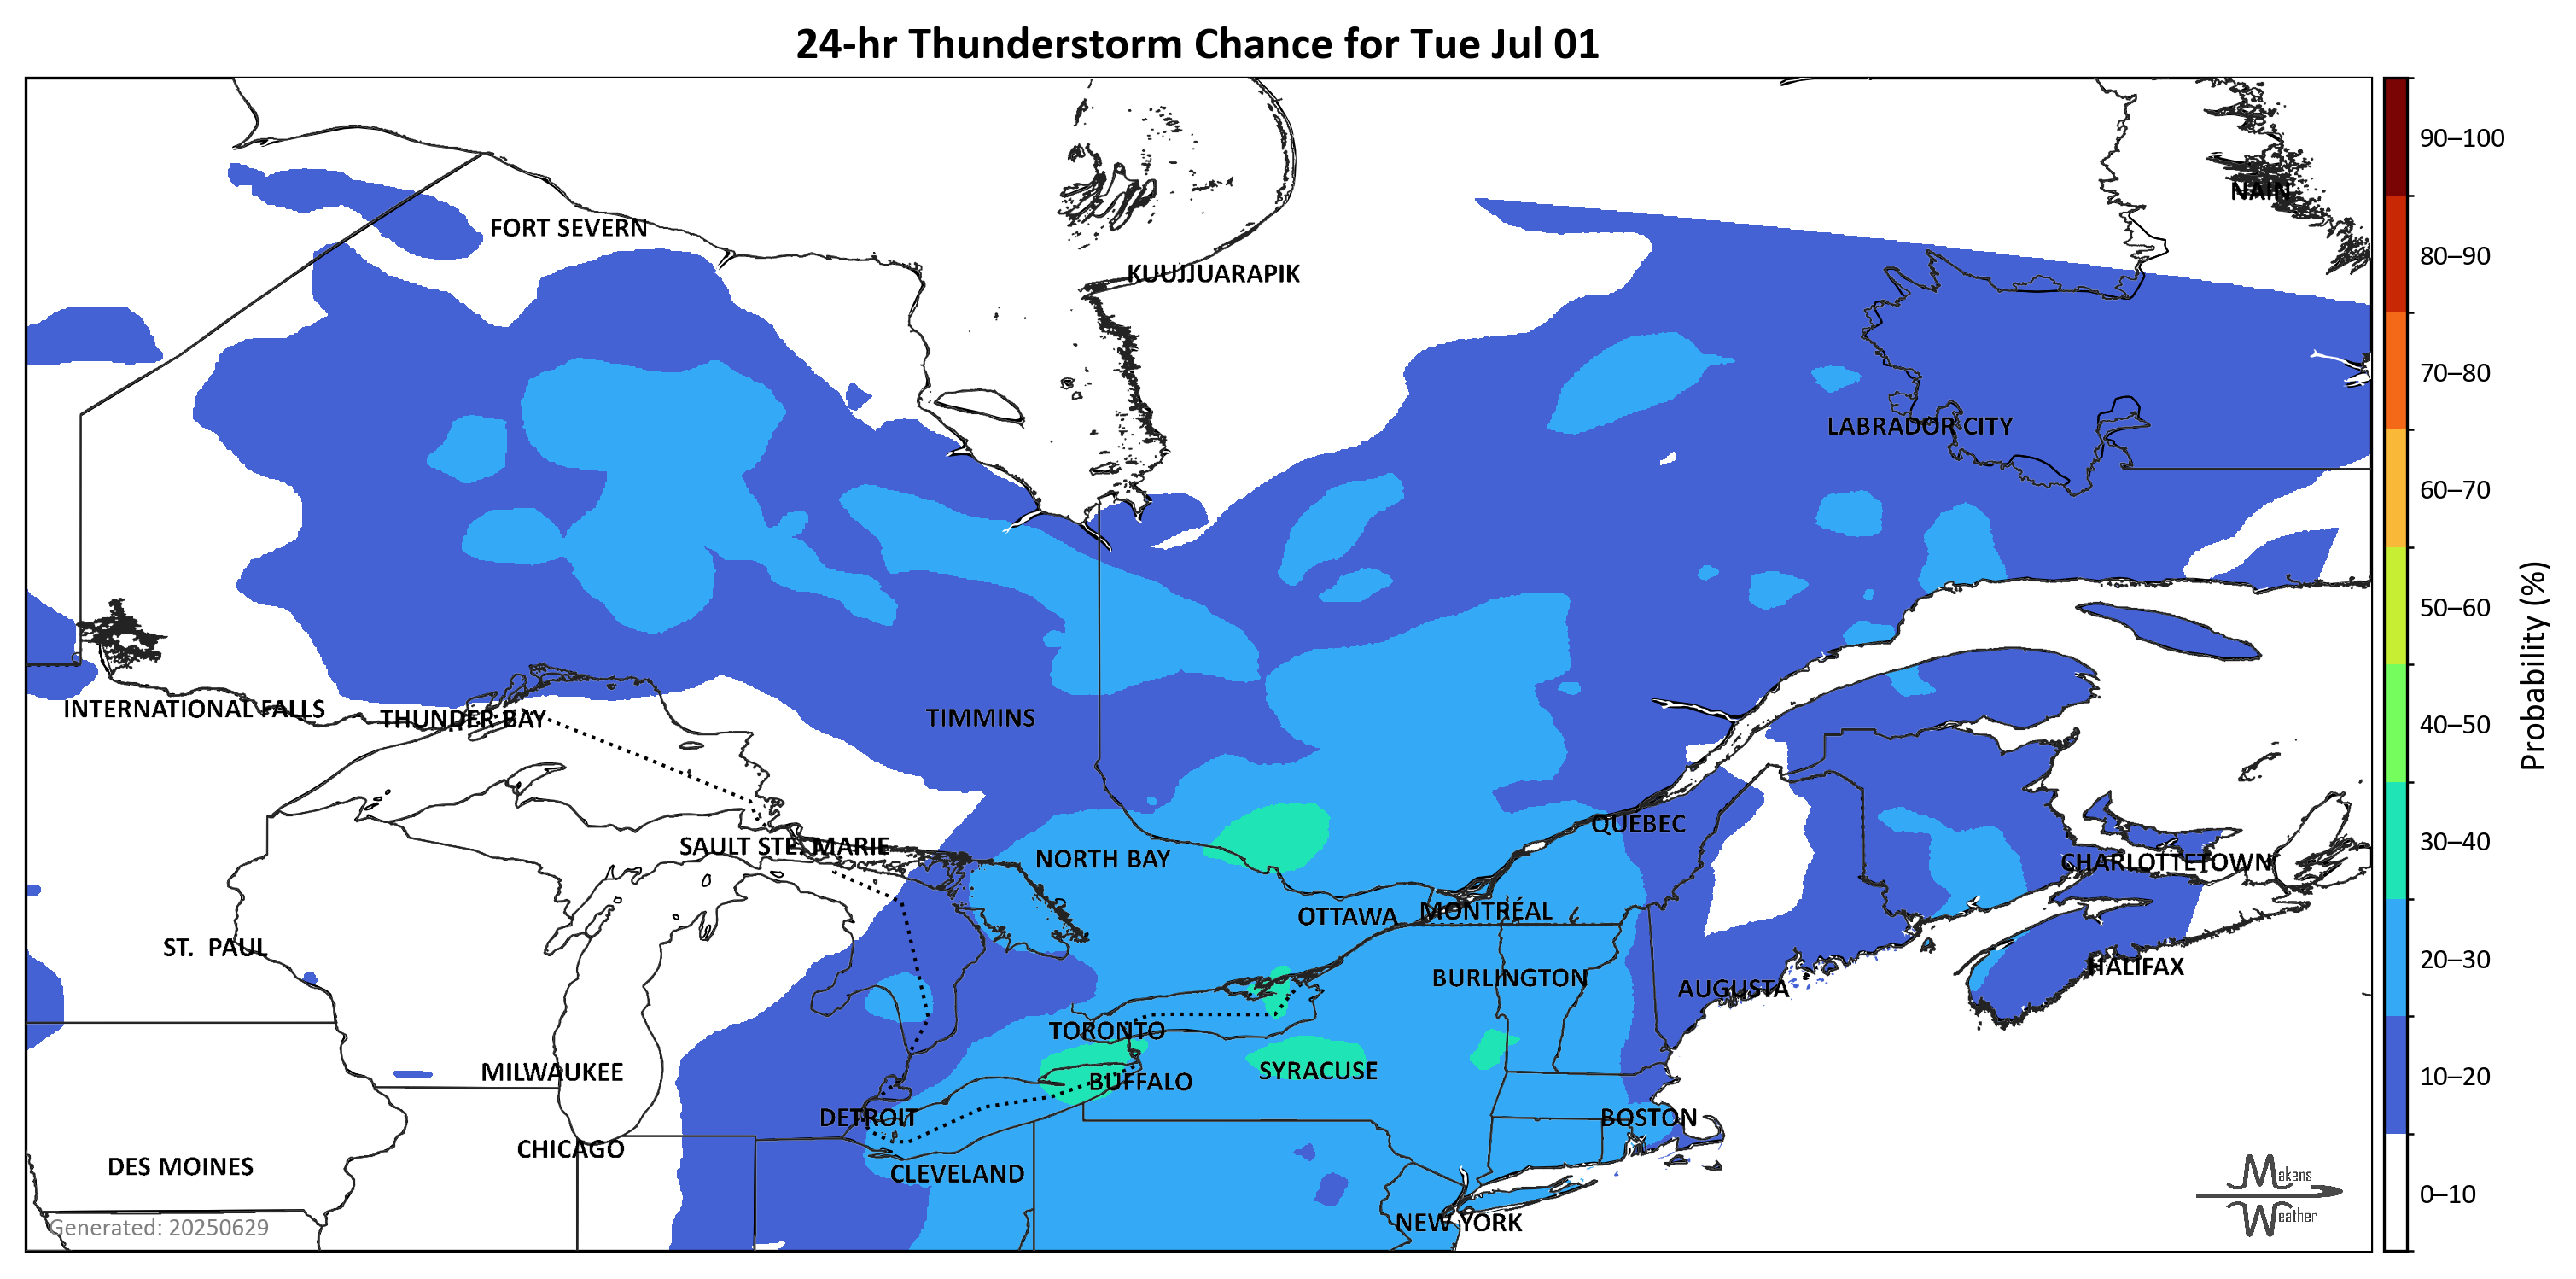 24-hr Thunderstorm Chance for Tue Jul 01
90–100
NAIN
FORT SEVERN
80–90
KUUJJUARAPIK
70–80
LABRADOR CITY
60–70
50–60
Probability (%)
INTERNATIONAL FALLS
THUNDER BAY
TIMMINS
40–50
QUEBEC
SAULT STE. MARIE
NORTH BAY
CHARLOTTETOWN
30–40
OTTAWA
MONTRÉAL
ST. PAUL
BURLINGTON
HALIFAX
20–30
AUGUSTA
TORONTO
MILWAUKEE
SYRACUSE
BUFFALO
10–20
DETROIT
BOSTON
CHICAGO
DES MOINES
CLEVELAND
Makens
0–10
Weather
NEW YORK
Generated: 20250629